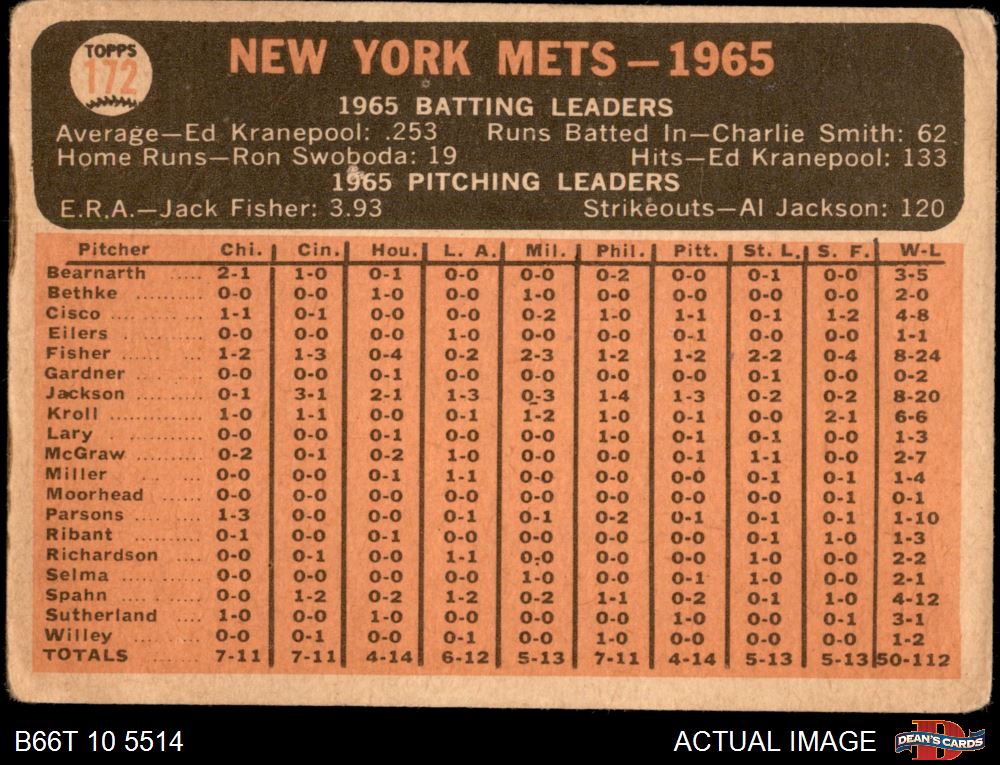 TOPPS
172
NEW YORK METS—1965
1965 BATTING LEADERS
Average—Ed Kranepool: .253 Runs Batted In—Charlie Smith: 62
Home Runs—Ron Swoboda: 19 Hits—Ed Kranepool: 133
1965 PITCHING LEADERS
E.R.A.—Jack Fisher: 3.93 Strikeouts—Al Jackson: 120
Pitcher Chi. Cin. Hou. L. A. Mil. Phil. Pitt. St. L. S. F. W-L
Bearnarth ..... 2-1 1-0 0-1 0-0 0-0 0-2 0-0 0-1 0-0 3-5
Bethke .......... 0-0 0-0 1-0 0-0 1-0 0-0 0-0 0-0 0-0 2-0
Cisco .............. 1-1 0-1 0-0 0-0 0-2 1-0 1-1 0-1 1-2 4-8
Eilers ............ 0-0 0-0 0-0 1-0 0-0 0-0 0-1 0-0 0-0 1-1
Fisher ............ 1-2 1-3 0-4 0-2 2-3 1-2 1-2 2-2 0-4 8-24
Gardner .......... 0-0 0-0 0-1 0-0 0-0 0-0 0-0 0-1 0-0 0-2
Jackson .......... 0-1 3-1 2-1 1-3 0-3 1-4 1-3 0-2 0-2 8-20
Kroll .............. 1-0 1-1 0-0 0-1 1-2 1-0 0-1 0-0 2-1 6-6
Lary .............. 0-0 0-0 0-1 0-0 0-0 1-0 0-1 0-1 0-0 1-3
McGraw .......... 0-2 0-1 0-2 1-0 0-0 0-0 0-1 1-1 0-0 2-7
Miller ............ 0-0 0-0 0-1 1-1 0-0 0-0 0-1 0-0 0-1 1-4
Moorhead ...... 0-0 0-0 0-0 0-0 0-0 0-0 0-0 0-0 0-1 0-1
Parsons .......... 1-3 0-0 0-0 0-1 0-1 0-2 0-1 0-1 0-1 1-10
Ribant ............ 0-1 0-0 0-1 0-0 0-0 0-0 0-0 0-1 1-0 1-3
Richardson ...... 0-0 0-1 0-0 1-1 0-0 0-0 0-0 1-0 0-0 2-2
Selma ............ 0-0 0-0 0-0 0-0 1-0 0-0 0-1 1-0 0-0 2-1
Spahn ............ 0-0 1-2 0-2 1-2 0-2 1-1 0-2 0-1 1-0 4-12
Sutherland ...... 1-0 0-0 1-0 0-0 0-0 0-0 1-0 0-0 0-1 3-1
Willey ............ 0-0 0-1 0-0 0-1 0-0 1-0 0-0 0-0 0-0 1-2
TOTALS .......... 7-11 7-11 4-14 6-12 5-13 7-11 4-14 5-13 5-13 50-112
B66T 10 5514 ACTUAL IMAGE DEAN'S CARDS